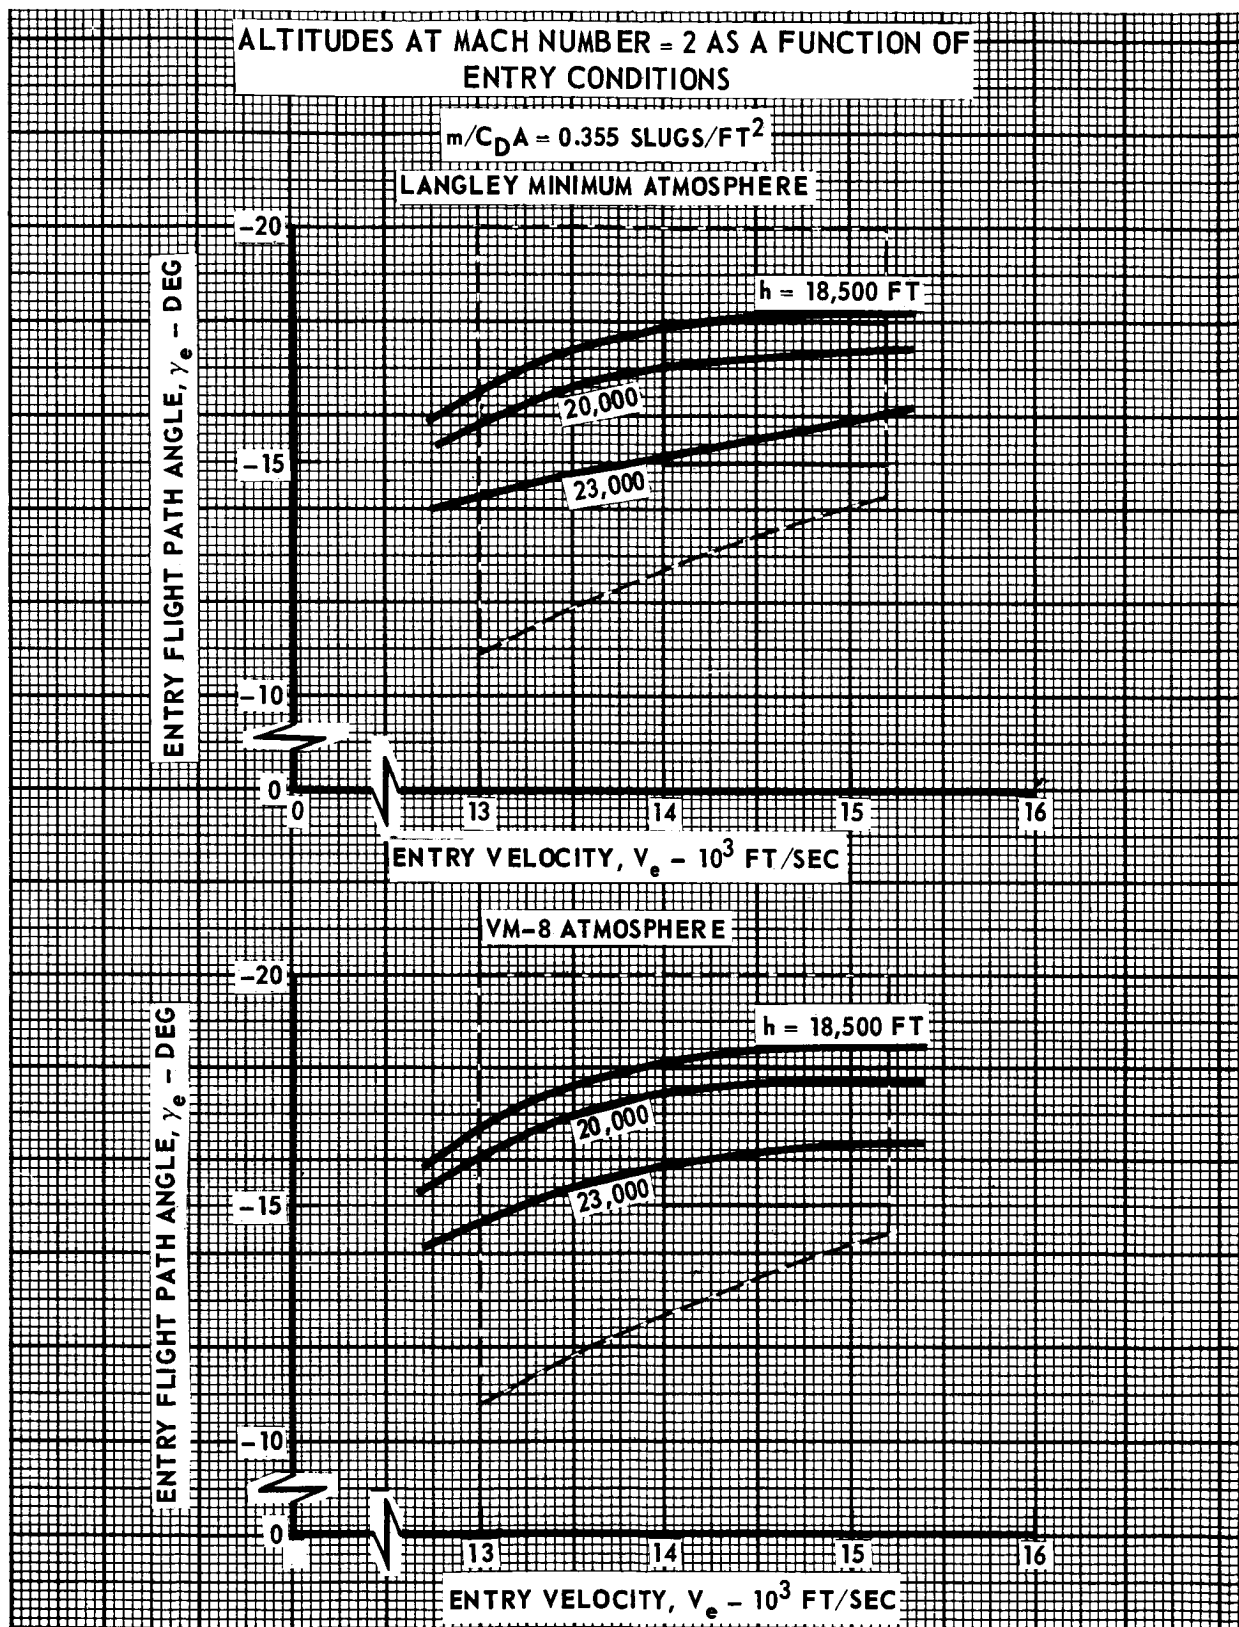 ALTITUDES AT MACH NUMBER = 2 AS A FUNCTION OF
ENTRY CONDITIONS
m/C_D A = 0.355 SLUGS/FT²
LANGLEY MINIMUM ATMOSPHERE
ENTRY FLIGHT PATH ANGLE, γ_e – DEG
–20
–15
–10
0
h = 18,500 FT
20,000
23,000
0 13 14 15 16
ENTRY VELOCITY, V_e – 10³ FT/SEC
VM–8 ATMOSPHERE
ENTRY FLIGHT PATH ANGLE, γ_e – DEG
–20
–15
–10
0
h = 18,500 FT
20,000
23,000
13 14 15 16
ENTRY VELOCITY, V_e – 10³ FT/SEC